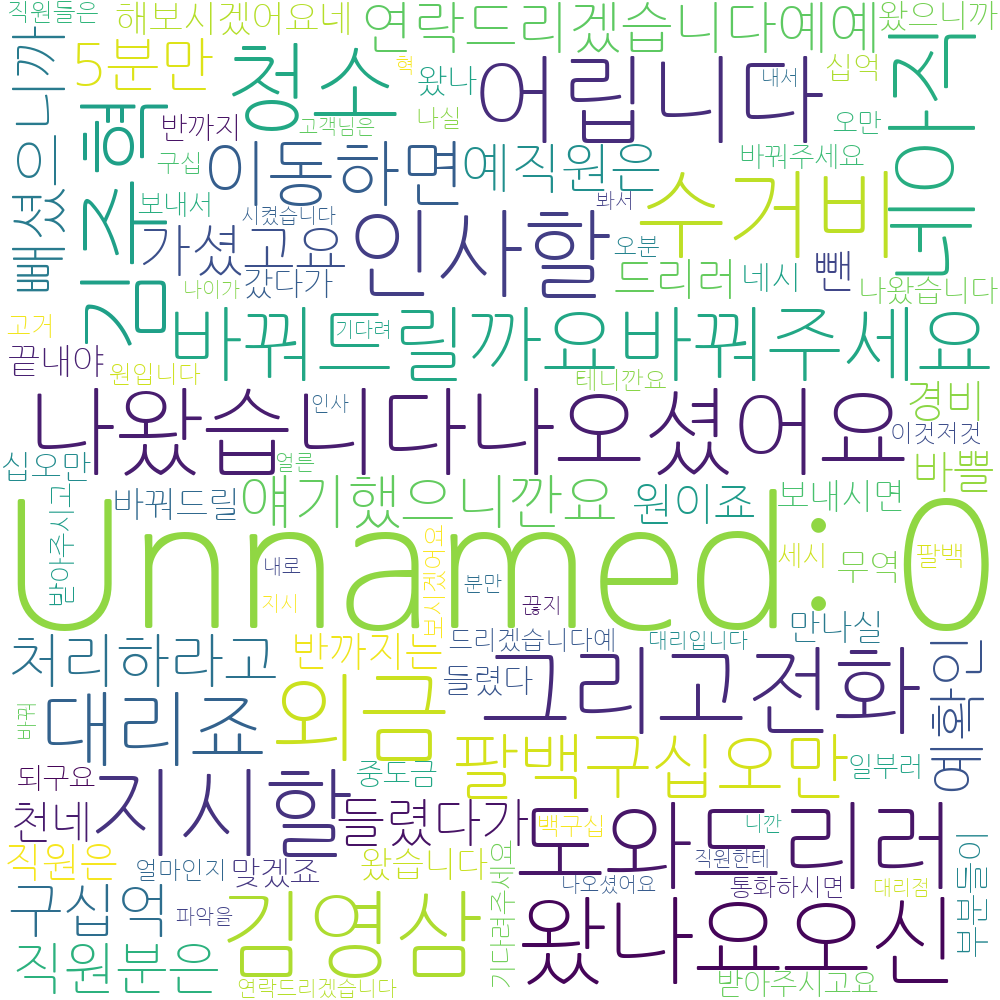 직원들은
해보시겠어요네
연락드리겠습니다예예
왔으니까
빼셨으니까
5분만
청소
혁
왔나
어립니다
내서
십억
네아직
김주혁
반까지
고객님은
나실
오만
구십
이동하면
예직원은
수거비
바꿔주세요
보내서
시켰습니다
인사할
봐서
가셨고요
오분
드리러
네시
뺀
나이가
갔다가
나왔습니다
고거
바꿔드릴까요
기다려
바꿔주세요
끝내야
원입니다
테니깐요
나왔습니다나오셨어요
인사
경비
이것저것
십오만
얼른
바쁠
받아주시고
바꿔드릴
얘기했으니깐요
원이죠
보내시면
Unnamed: 0
보시겠어요
내로
분만
세시
무역
팔백
지시
끊지
만나실
처리하라고
반까지는
드리겠습니다예
대리입니다
들렸다
그리고전화
예확인
대리죠
외금
바꿔
팔백구십오만
되구요
지시할
중도금
일부러
천네
들렸다가
백구십
도와드리러
니깐
직원은
얼마인지
맞겠죠
왔습니다
기다려주세요
직원한테
나오셨어요
통화하시면
대리점
부분들이
구십억
파악을
김영삼
왔나요오신
직원분은
연락드리겠습니다
받아주시고요